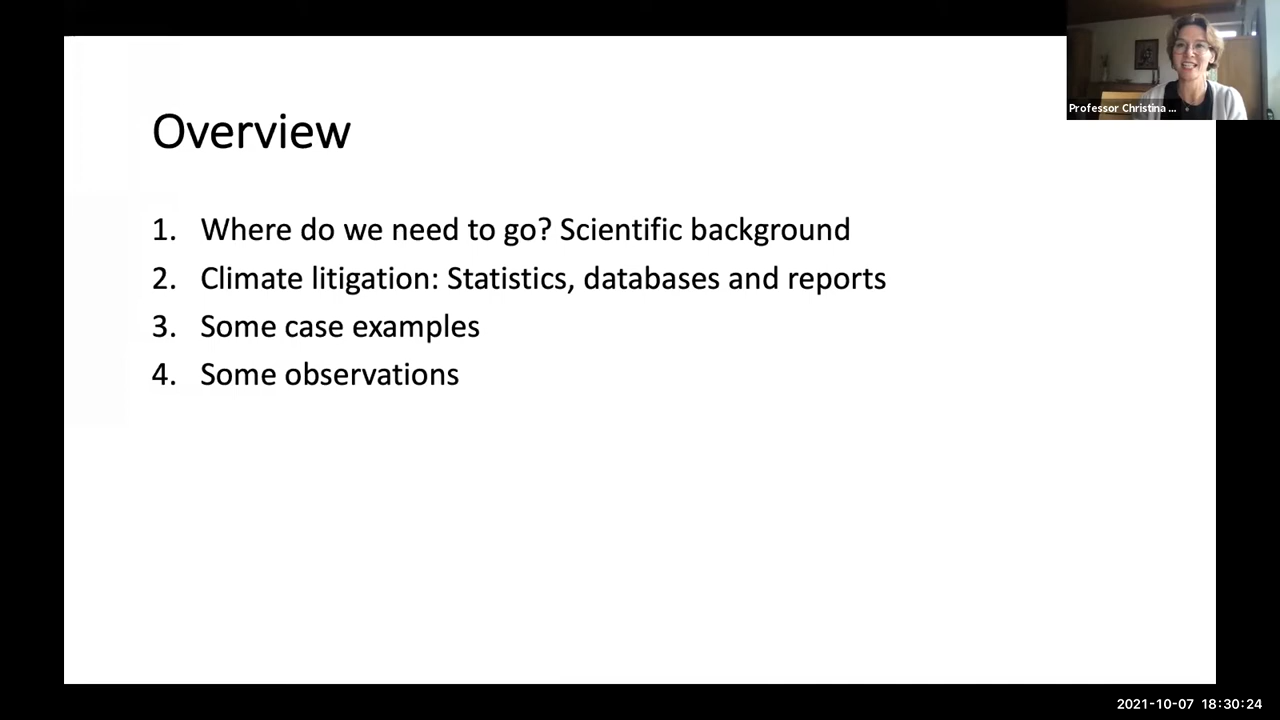 Professor Christina ...
Overview
1. Where do we need to go? Scientific background
2. Climate litigation: Statistics, databases and reports
3. Some case examples
4. Some observations
2021-10-07 18:30:24